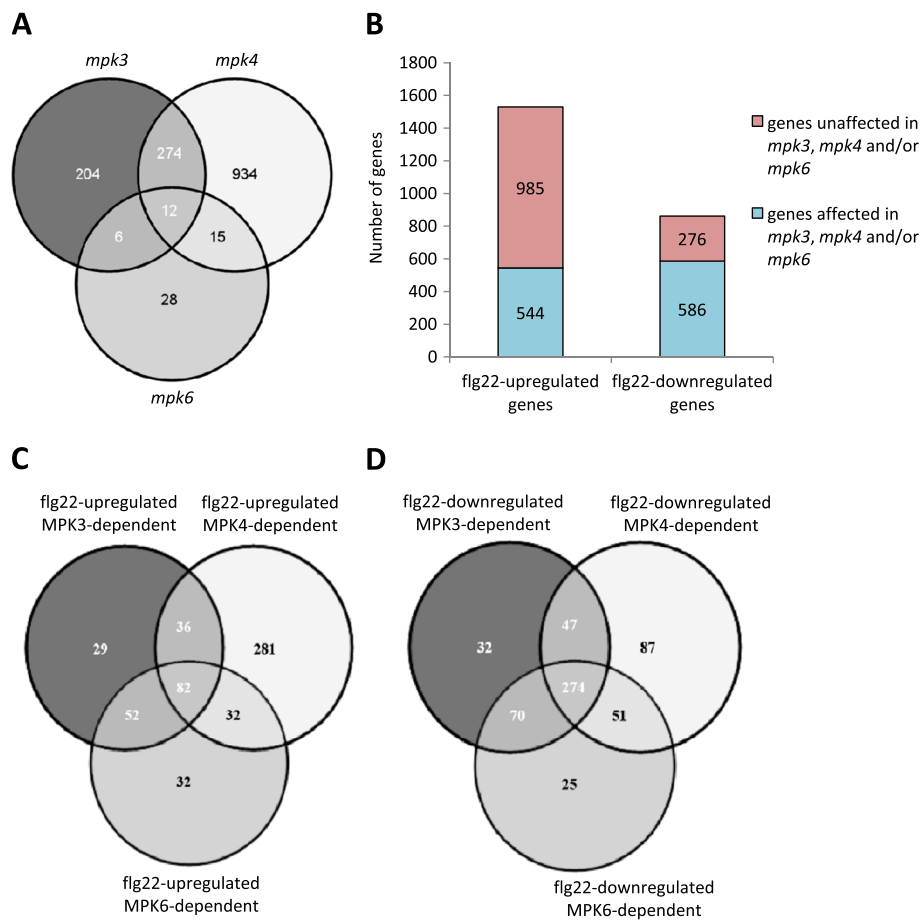 A
mpk3
mpk4
204
274
934
12
6
15
28
mpk6
B
Number of genes
1800
1600
1400
1200
1000
800
600
400
200
0
985
544
276
586
flg22-upregulated
genes
flg22-downregulated
genes
genes unaffected in
mpk3, mpk4 and/or
mpk6
genes affected in
mpk3, mpk4 and/or
mpk6
C
flg22-upregulated
MPK3-dependent
flg22-upregulated
MPK4-dependent
29
36
281
82
52
32
32
flg22-upregulated
MPK6-dependent
D
flg22-downregulated
MPK3-dependent
flg22-downregulated
MPK4-dependent
32
47
87
274
70
51
25
flg22-downregulated
MPK6-dependent